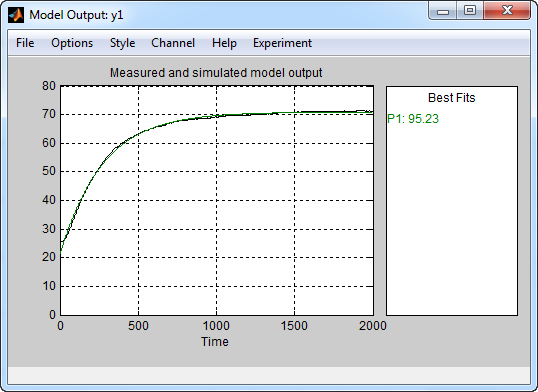 Model Output: y1
File Options Style Channel Help Experiment
Measured and simulated model output
80
70
60
50
40
30
20
10
0
0 500 1000 1500 2000
Time
Best Fits
P1: 95.23